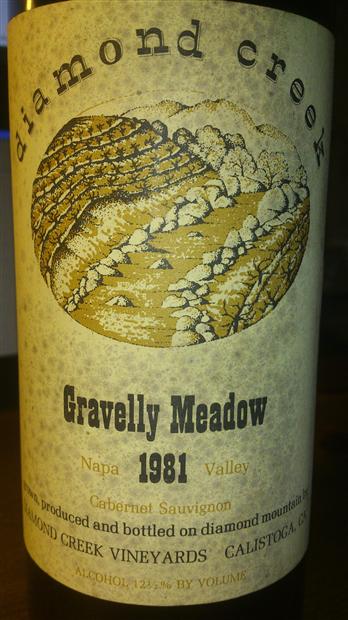 diamond creek
Gravelly Meadow
Napa 1981 Valley
Cabernet Sauvignon
produced and bottled on diamond mountain by
DIAMOND CREEK VINEYARDS CALISTOGA, CA
ALCOHOL 12½% BY VOLUME